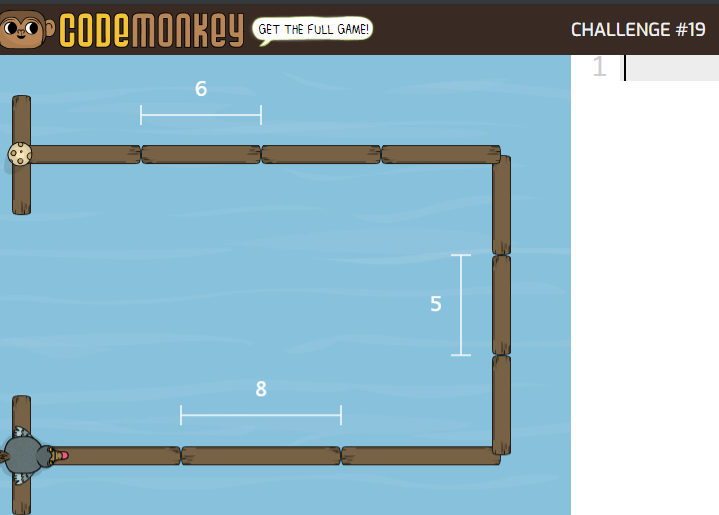 CODEMONKEY
GET THE FULL GAME!
CHALLENGE #19
1
6
5
8